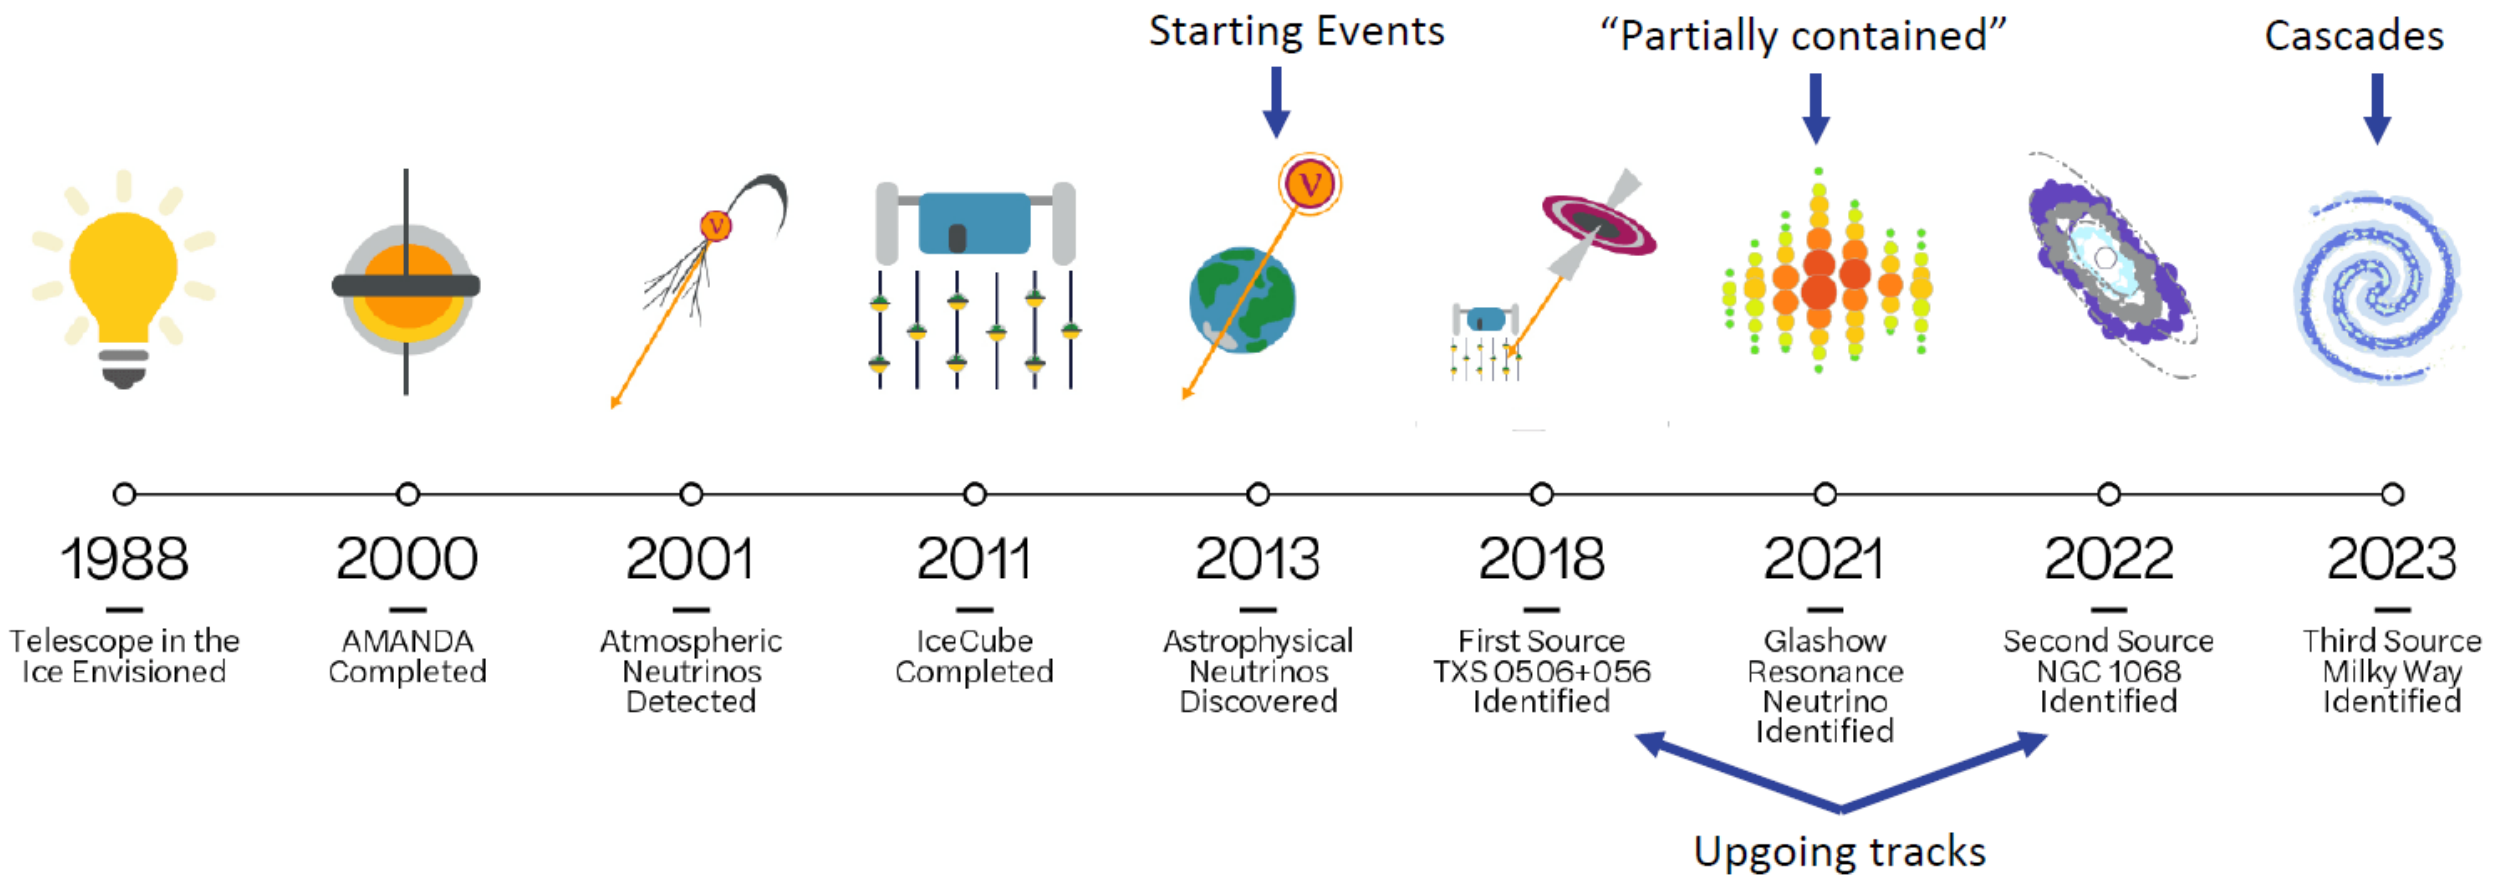 Starting Events
“Partially contained”
Cascades
ν
ν
1988
Telescope in the
Ice Envisioned
2000
AMANDA
Completed
2001
Atmospheric
Neutrinos
Detected
2011
IceCube
Completed
2013
Astrophysical
Neutrinos
Discovered
2018
First Source
TXS 0506+056
Identified
2021
Glashow
Resonance
Neutrino
Identified
2022
Second Source
NGC 1068
Identified
2023
Third Source
Milky Way
Identified
Upgoing tracks